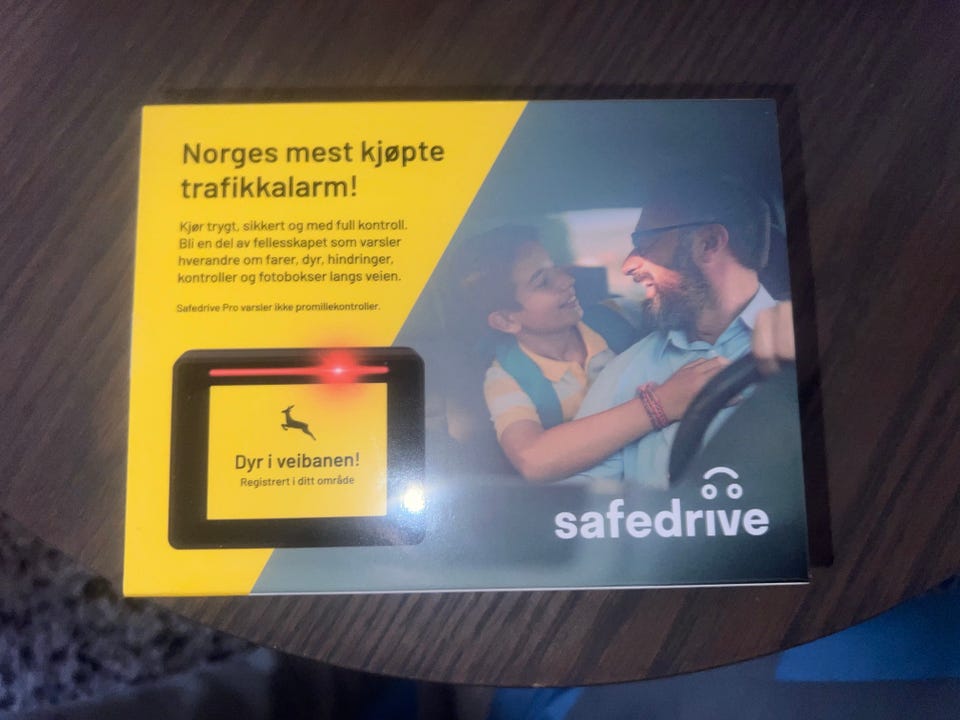 Norges mest kjøpte
trafikkalarm!
Kjør trygt, sikkert og med full kontroll.
Bli en del av fellesskapet som varsler
hverandre om farer, dyr, hindringer,
kontroller og fotobokser langs veien.
Safedrive Pro varsler ikke promillekontroller.
Dyr i veibanen!
Registrert i ditt område
safedrive